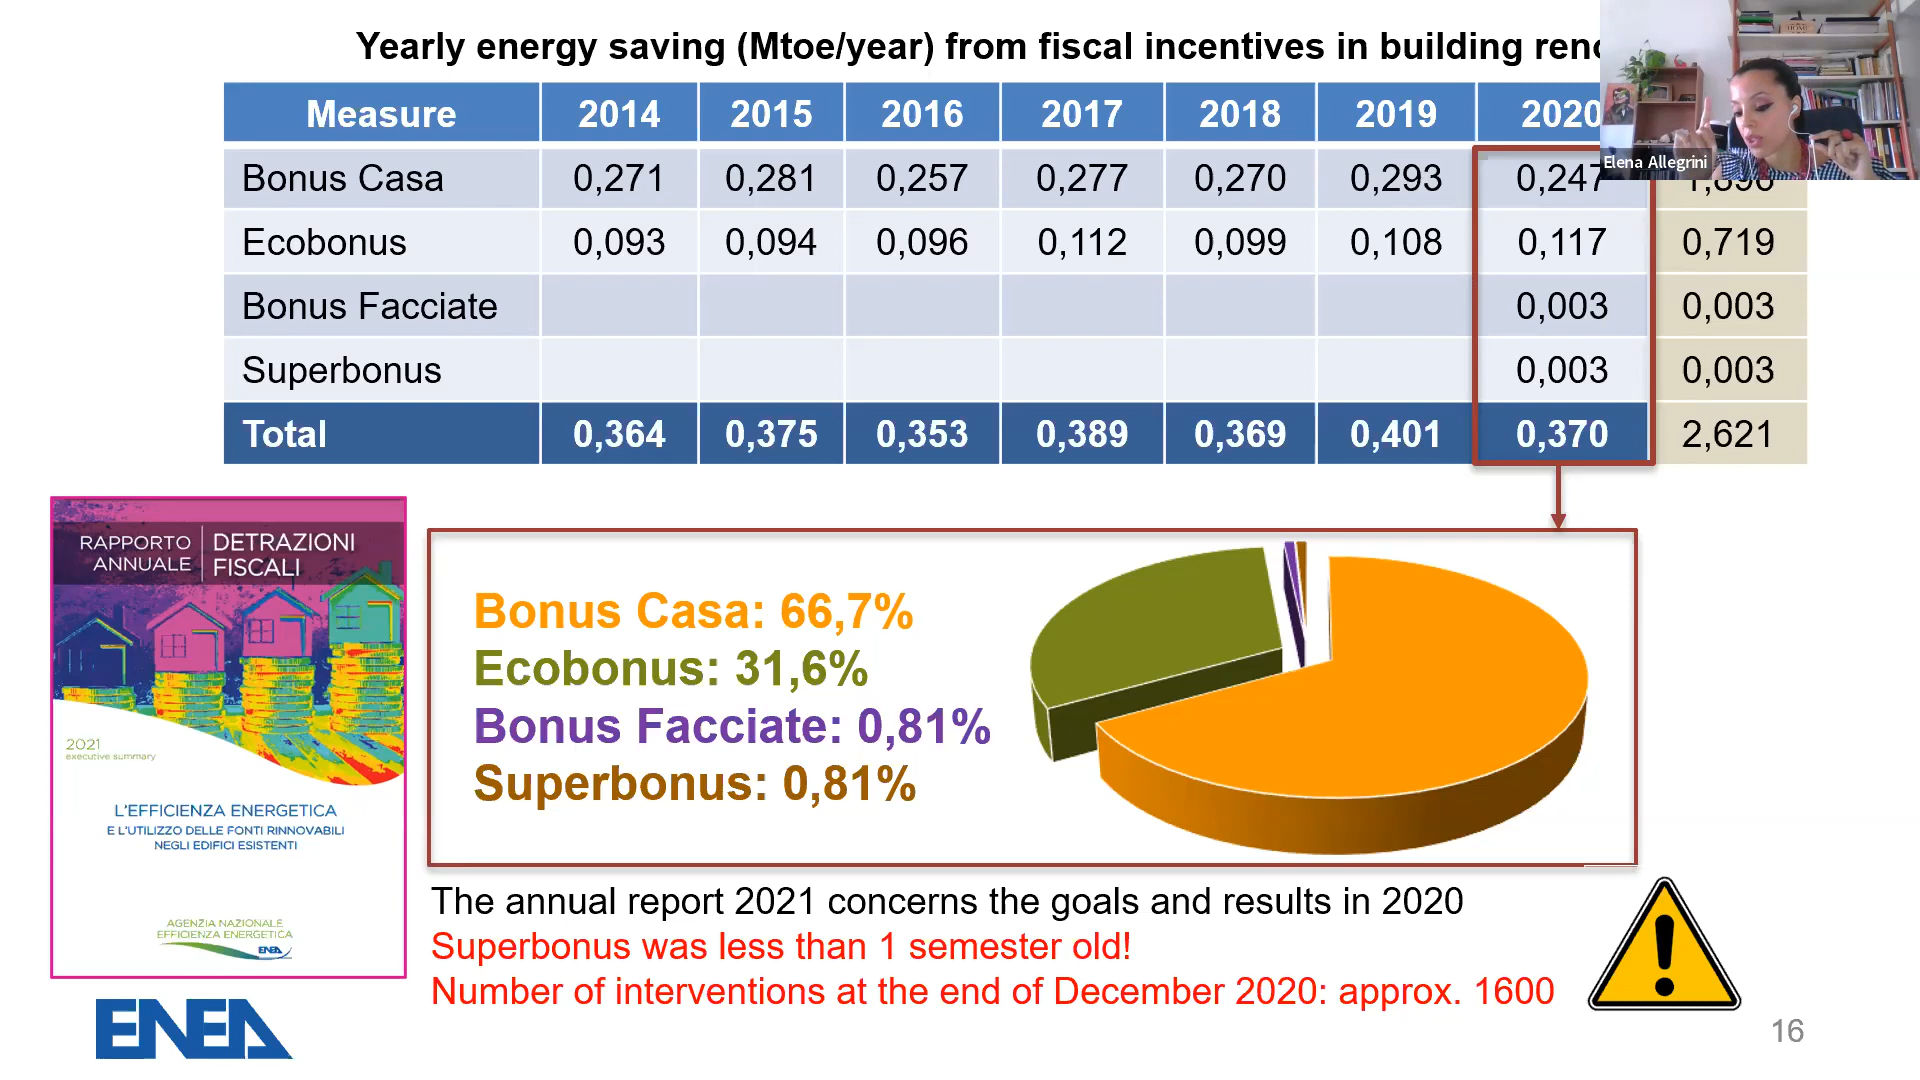 Yearly energy saving (Mtoe/year) from fiscal incentives in building
Elena Allegrini
Measure 2014 2015 2016 2017 2018 2019 2020
Bonus Casa 0,271 0,281 0,257 0,277 0,270 0,293 0,247
Ecobonus 0,093 0,094 0,096 0,112 0,099 0,108 0,117 0,719
Bonus Facciate 0,003 0,003
Superbonus 0,003 0,003
Total 0,364 0,375 0,353 0,389 0,369 0,401 0,370 2,621
RAPPORTO ANNUALE
DETRAZIONI FISCALI
2021
executive summary
L'EFFICIENZA ENERGETICA
E L'UTILIZZO DELLE FONTI RINNOVABILI
NEGLI EDIFICI ESISTENTI
AGENZIA NAZIONALE
EFFICIENZA ENERGETICA
ENEA
Bonus Casa: 66,7%
Ecobonus: 31,6%
Bonus Facciate: 0,81%
Superbonus: 0,81%
The annual report 2021 concerns the goals and results in 2020
Superbonus was less than 1 semester old!
Number of interventions at the end of December 2020: approx. 1600
!
ENEA
16